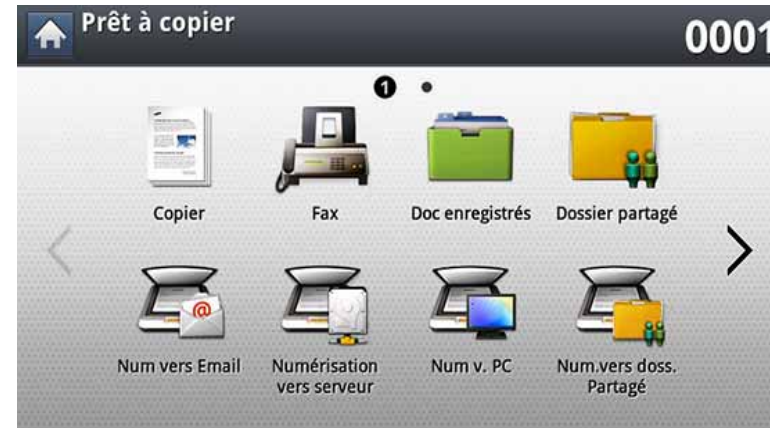 Prêt à copier
0001
1
Copier
Fax
Doc enregistrés
Dossier partagé
Num vers Email
Numérisation
vers serveur
Num v. PC
Num.vers doss.
Partagé